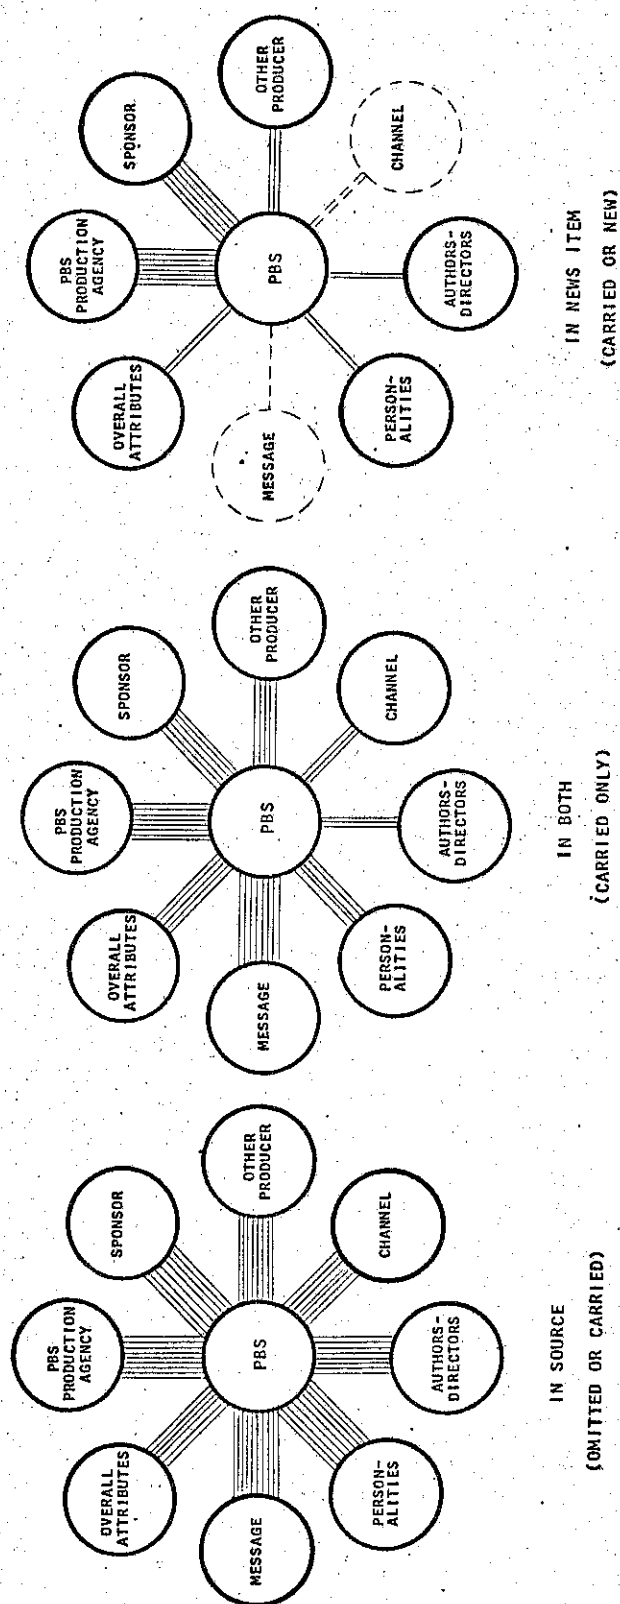 PBS
PRODUCTION
AGENCY
SPONSOR
OTHER
PRODUCER
CHANNEL
AUTHORS-
DIRECTORS
PERSON-
ALITIES
MESSAGE
OVERALL
ATTRIBUTES
PBS
IN SOURCE
(OMITTED OR CARRIED)
PBS
PRODUCTION
AGENCY
SPONSOR
OTHER
PRODUCER
CHANNEL
AUTHORS-
DIRECTORS
PERSON-
ALITIES
MESSAGE
OVERALL
ATTRIBUTES
PBS
IN BOTH
(CARRIED ONLY)
PBS
PRODUCTION
AGENCY
SPONSOR
OTHER
PRODUCER
CHANNEL
AUTHORS-
DIRECTORS
PERSON-
ALITIES
MESSAGE
OVERALL
ATTRIBUTES
PBS
IN NEWS ITEM
(CARRIED OR NEW)